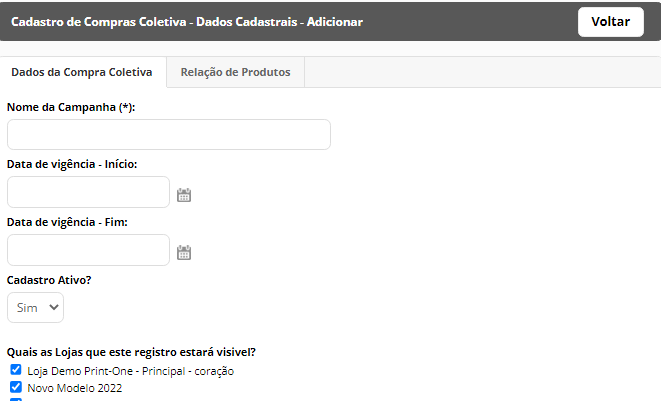 Cadastro de Compras Coletiva - Dados Cadastrais - Adicionar
Voltar
Dados da Compra Coletiva
Relação de Produtos
Nome da Campanha (*):
Data de vigência - Início:
Data de vigência - Fim:
Cadastro Ativo?
Sim
Quais as Lojas que este registro estará visivel?
Loja Demo Print-One - Principal - coração
Novo Modelo 2022